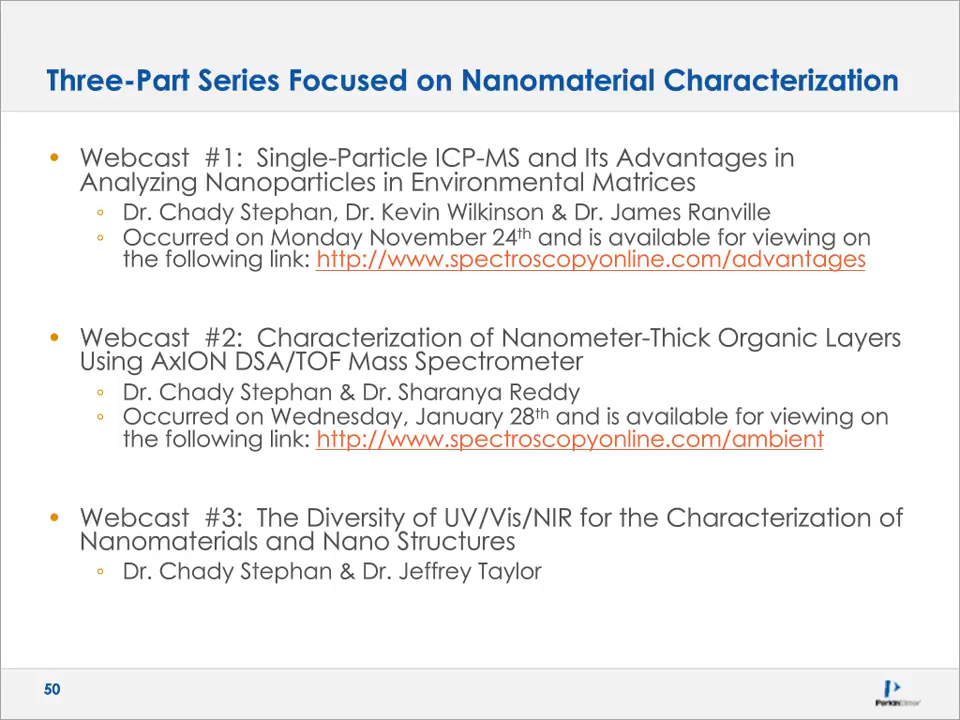 Three-Part Series Focused on Nanomaterial Characterization
• Webcast  #1:  Single-Particle ICP-MS and Its Advantages in
Analyzing Nanoparticles in Environmental Matrices
◦ Dr. Chady Stephan, Dr. Kevin Wilkinson & Dr. James Ranville
◦ Occurred on Monday November 24th and is available for viewing on
the following link: http://www.spectroscopyonline.com/advantages
• Webcast  #2:  Characterization of Nanometer-Thick Organic Layers
Using AxION DSA/TOF Mass Spectrometer
◦ Dr. Chady Stephan & Dr. Sharanya Reddy
◦ Occurred on Wednesday, January 28th and is available for viewing on
the following link: http://www.spectroscopyonline.com/ambient
• Webcast  #3:  The Diversity of UV/Vis/NIR for the Characterization of
Nanomaterials and Nano Structures
◦ Dr. Chady Stephan & Dr. Jeffrey Taylor
50
PerkinElmer